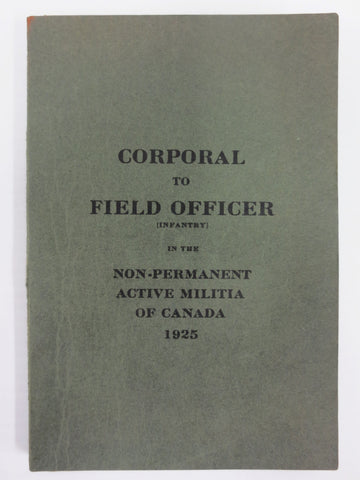 CORPORAL
TO
FIELD OFFICER
[INFANTRY]
IN THE
NON-PERMANENT
ACTIVE MILITIA
OF CANADA
1925